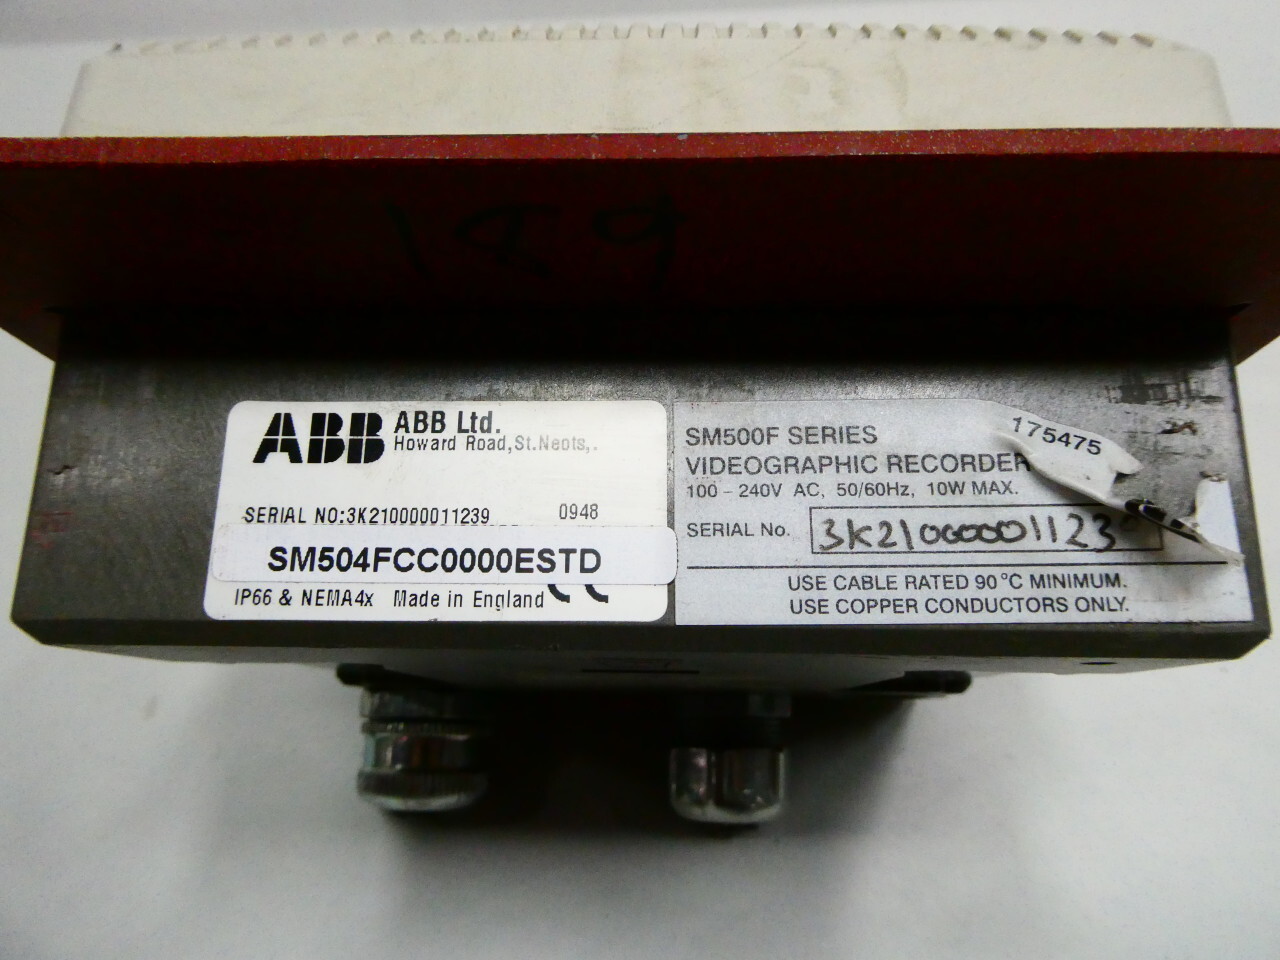 189
ABB
ABB Ltd.
Howard Road,St.Neots,.
SERIAL NO:3K210000011239 0948
SM504FCC0000ESTD
IP66 & NEMA4x Made in England CE
SM500F SERIES
VIDEOGRAPHIC RECORDER
100 - 240V AC, 50/60Hz, 10W MAX.
SERIAL No. 3K21000001123
USE CABLE RATED 90°C MINIMUM.
USE COPPER CONDUCTORS ONLY.
175475